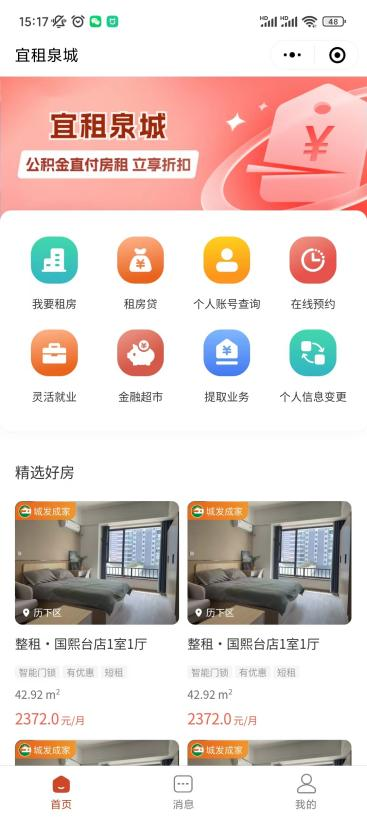 15:17
HD
HD
48
宜租泉城
宜租泉城
公积金直付房租 立享折扣
¥
我要租房
租房贷
个人账号查询
在线预约
灵活就业
金融超市
提取业务
个人信息变更
精选好房
城发成家
城发成家
历下区
历下区
整租·国熙台店1室1厅
整租·国熙台店1室1厅
智能门锁 有优惠 短租
智能门锁 有优惠 短租
42.92 m²
42.92 m²
2372.0元/月
2372.0元/月
城发成家
城发成家
首页
消息
我的